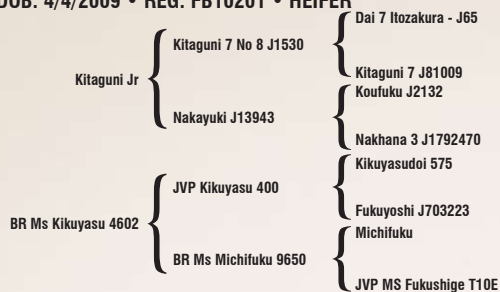 DOB: 4/4/2009 • REG: FB10201 • HEIFER
Dai 7 Itozakura - J65
Kitaguni 7 No 8 J1530
Kitaguni 7 J81009
Kitaguni Jr
Koufuku J2132
Nakayuki J13943
Nakhana 3 J1792470
Kikuyasudoi 575
JVP Kikuyasu 400
Fukuyoshi J703223
BR Ms Kikuyasu 4602
Michifuku
BR Ms Michifuku 9650
JVP MS Fukushige T10E